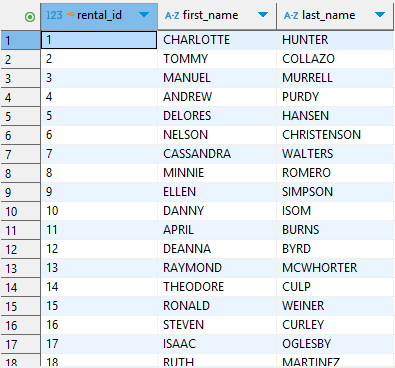 123 rental_id A-Z first_name A-Z last_name
1 1 CHARLOTTE HUNTER
2 2 TOMMY COLLAZO
3 3 MANUEL MURRELL
4 4 ANDREW PURDY
5 5 DELORES HANSEN
6 6 NELSON CHRISTENSON
7 7 CASSANDRA WALTERS
8 8 MINNIE ROMERO
9 9 ELLEN SIMPSON
10 10 DANNY ISOM
11 11 APRIL BURNS
12 12 DEANNA BYRD
13 13 RAYMOND MCWHORTER
14 14 THEODORE CULP
15 15 RONALD WEINER
16 16 STEVEN CURLEY
17 17 ISAAC OGLESBY
18 18 RUTH MARTINEZ